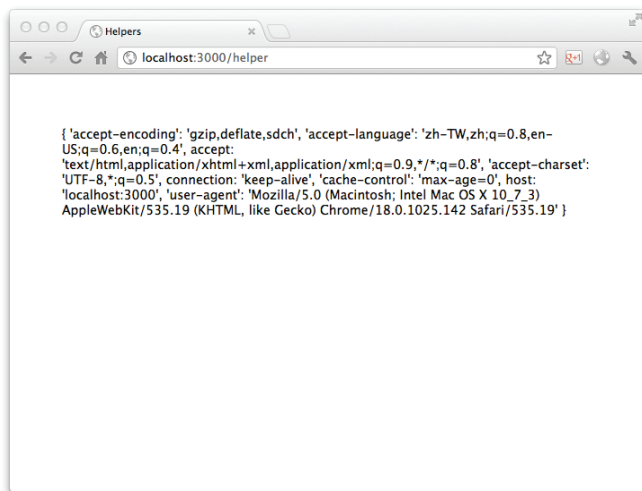 Helpers
localhost:3000/helper
{ 'accept-encoding': 'gzip,deflate,sdch', 'accept-language': 'zh-TW,zh;q=0.8,en-
US;q=0.6,en;q=0.4', accept:
'text/html,application/xhtml+xml,application/xml;q=0.9,*/*;q=0.8', 'accept-charset':
'UTF-8,*;q=0.5', connection: 'keep-alive', 'cache-control': 'max-age=0', host:
'localhost:3000', 'user-agent': 'Mozilla/5.0 (Macintosh; Intel Mac OS X 10_7_3)
AppleWebKit/535.19 (KHTML, like Gecko) Chrome/18.0.1025.142 Safari/535.19' }